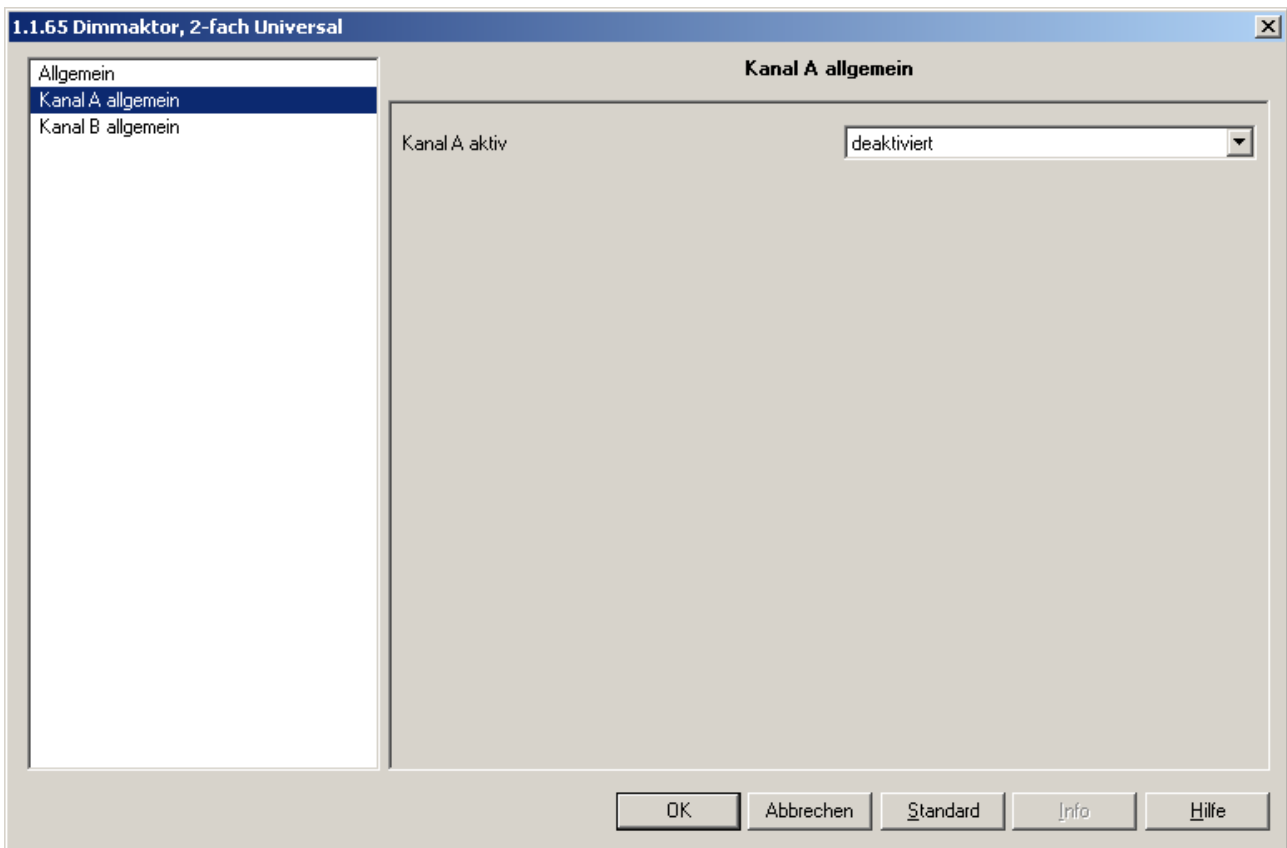 1.1.65 Dimmaktor, 2-fach Universal
Allgemein
Kanal A allgemein
Kanal B allgemein
Kanal A allgemein
Kanal A aktiv
deaktiviert
OK
Abbrechen
Standard
Info
Hilfe